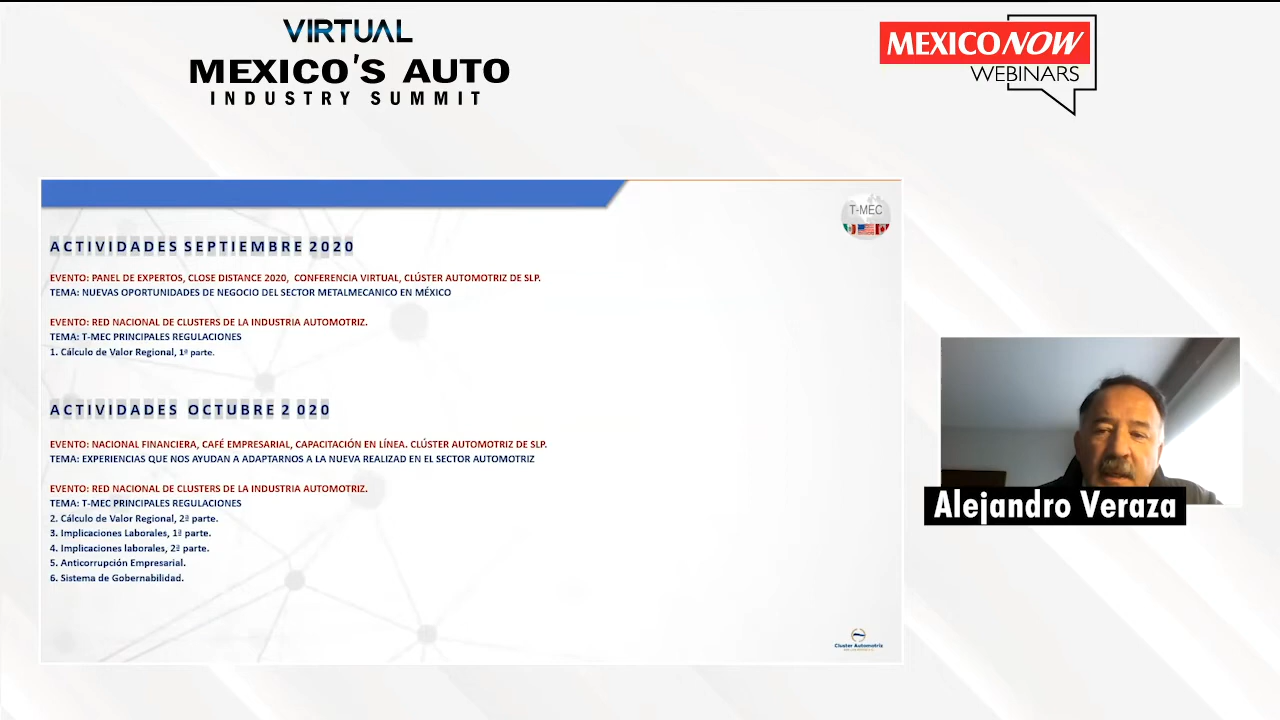 VIRTUAL
MEXICO'S AUTO
INDUSTRY SUMMIT
MEXICONOW
WEBINARS
T-MEC
ACTIVIDADES SEPTIEMBRE 2020
EVENTO: PANEL DE EXPERTOS, CLOSE DISTANCE 2020, CONFERENCIA VIRTUAL, CLÚSTER AUTOMOTRIZ DE SLP.
TEMA: NUEVAS OPORTUNIDADES DE NEGOCIO DEL SECTOR METALMECANICO EN MÉXICO
EVENTO: RED NACIONAL DE CLUSTERS DE LA INDUSTRIA AUTOMOTRIZ.
TEMA: T-MEC PRINCIPALES REGULACIONES
1. Cálculo de Valor Regional, 1ª parte.
ACTIVIDADES OCTUBRE 2 020
EVENTO: NACIONAL FINANCIERA, CAFÉ EMPRESARIAL, CAPACITACIÓN EN LÍNEA. CLÚSTER AUTOMOTRIZ DE SLP.
TEMA: EXPERIENCIAS QUE NOS AYUDAN A ADAPTARNOS A LA NUEVA REALIZAD EN EL SECTOR AUTOMOTRIZ
EVENTO: RED NACIONAL DE CLUSTERS DE LA INDUSTRIA AUTOMOTRIZ.
TEMA: T-MEC PRINCIPALES REGULACIONES
2. Cálculo de Valor Regional, 2ª parte.
3. Implicaciones Laborales, 1ª parte.
4. Implicaciones laborales, 2ª parte.
5. Anticorrupción Empresarial.
6. Sistema de Gobernabilidad.
Alejandro Veraza
Cluster Automotriz